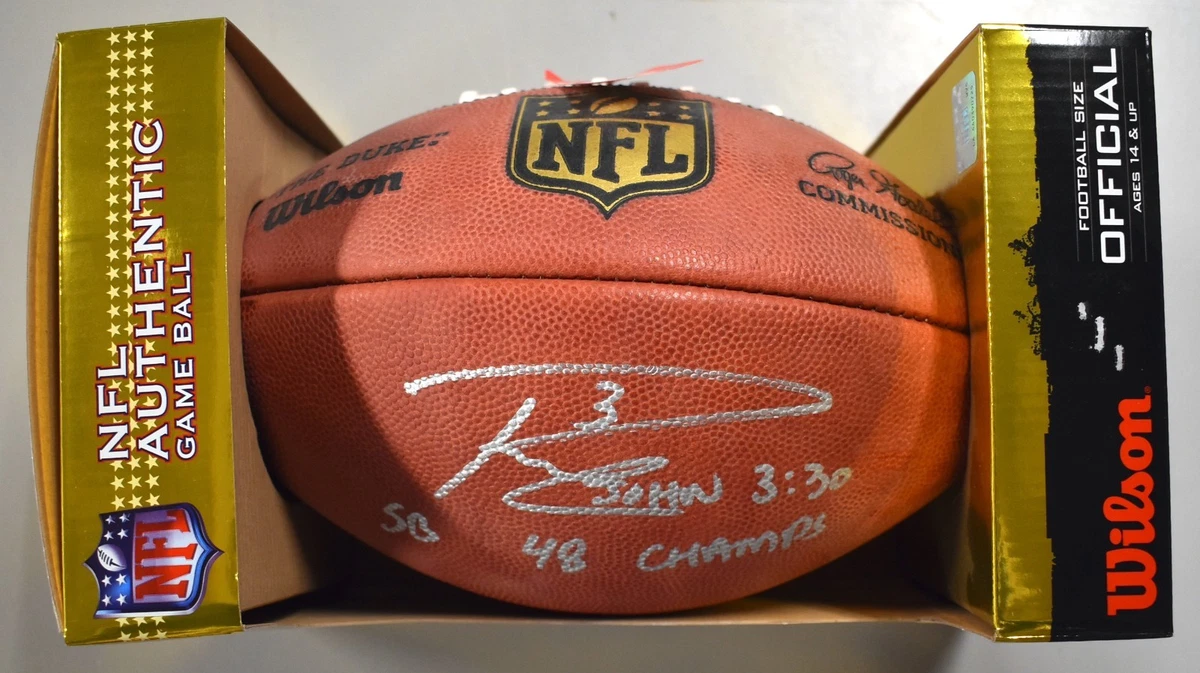 NFL
AUTHENTIC
GAME BALL
NFL
THE DUKE."
Wilson
NFL
COMMISSION
3
JOHN 3:30
SB 48 CHAMPS
FOOTBALL SIZE
OFFICIAL
AGES 14 & UP
Wilson